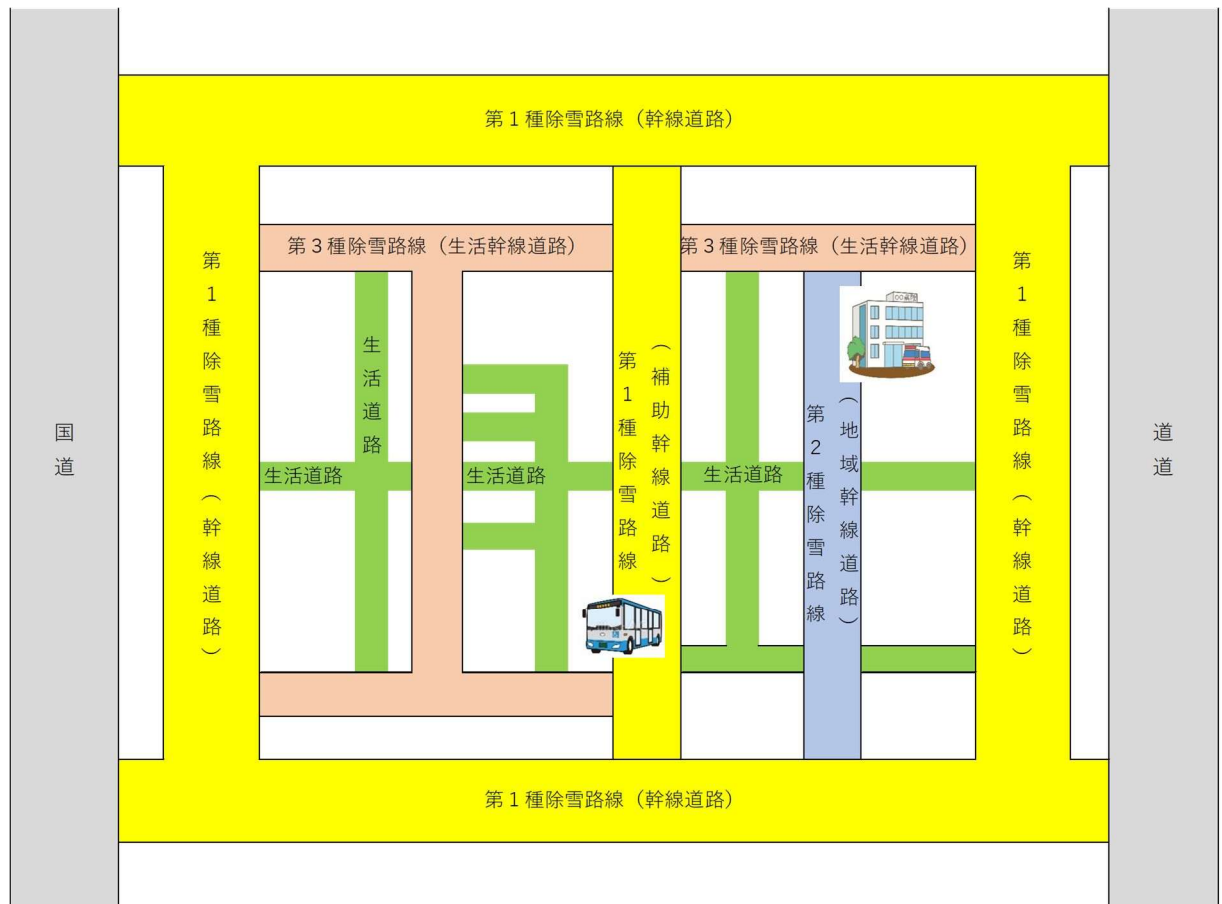 第１種除雪路線（幹線道路）
第３種除雪路線（生活幹線道路）
第３種除雪路線（生活幹線道路）
国道
第１種除雪路線（幹線道路）
生活道路
生活道路
生活道路
第１種除雪路線
（補助幹線道路）
生活道路
第２種除雪路線
（地域幹線道路）
第１種除雪路線（幹線道路）
道道
第１種除雪路線（幹線道路）